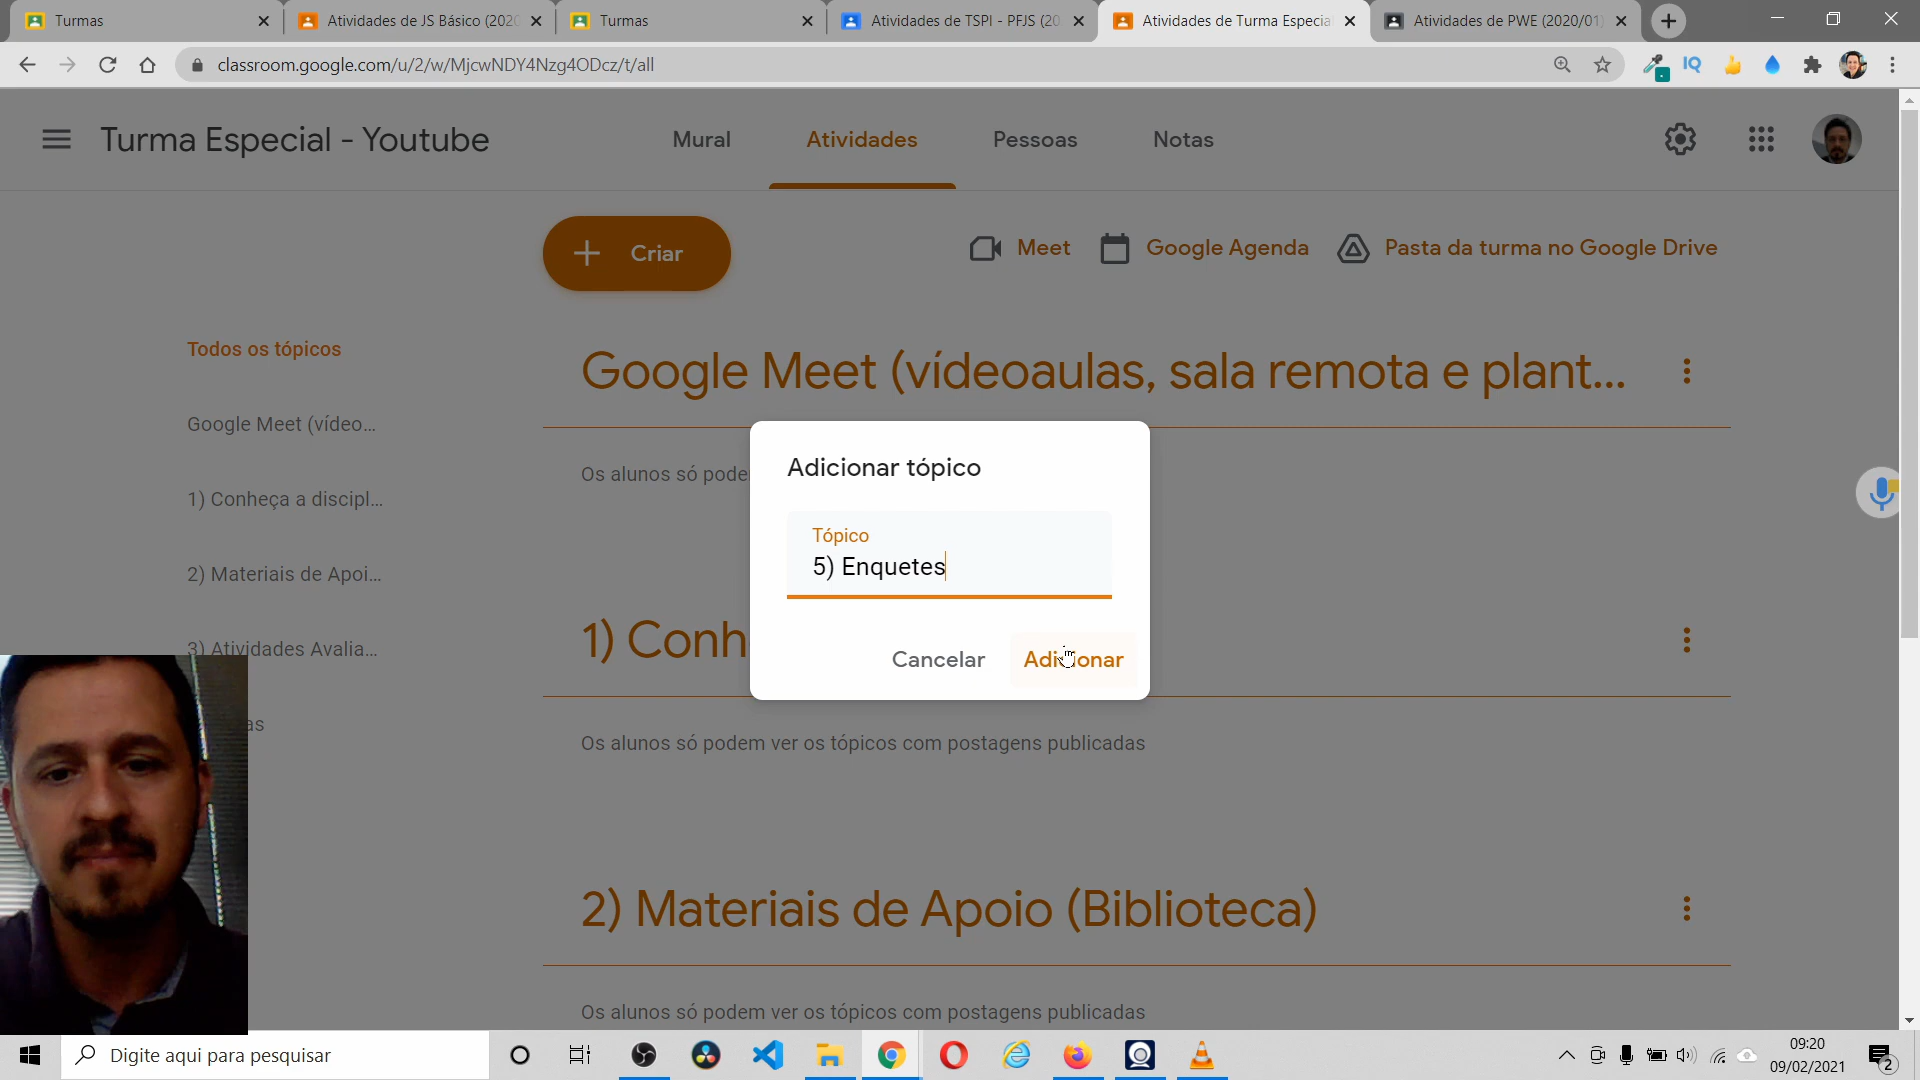 Turmas
Atividades de JS Básico (2020
Turmas
Atividades de TSPI - PFJS (20
Atividades de Turma Especial
Atividades de PWE (2020/01)
classroom.google.com/u/2/w/MjcwNDY4Nzg4ODcz/t/all
IQ
Turma Especial - Youtube
Mural
Atividades
Pessoas
Notas
Criar
Meet
Google Agenda
Pasta da turma no Google Drive
Todos os tópicos
Google Meet (vídeo...
1) Conheça a discipl...
2) Materiais de Apoi...
3) Atividades Avalia...
as
Google Meet (vídeoaulas, sala remota e plant...
Os alunos só pode
Adicionar tópico
Tópico
5) Enquetes
Cancelar
Adicionar
1) Conh
Os alunos só podem ver os tópicos com postagens publicadas
2) Materiais de Apoio (Biblioteca)
Os alunos só podem ver os tópicos com postagens publicadas
Digite aqui para pesquisar
09:20
09/02/2021
2